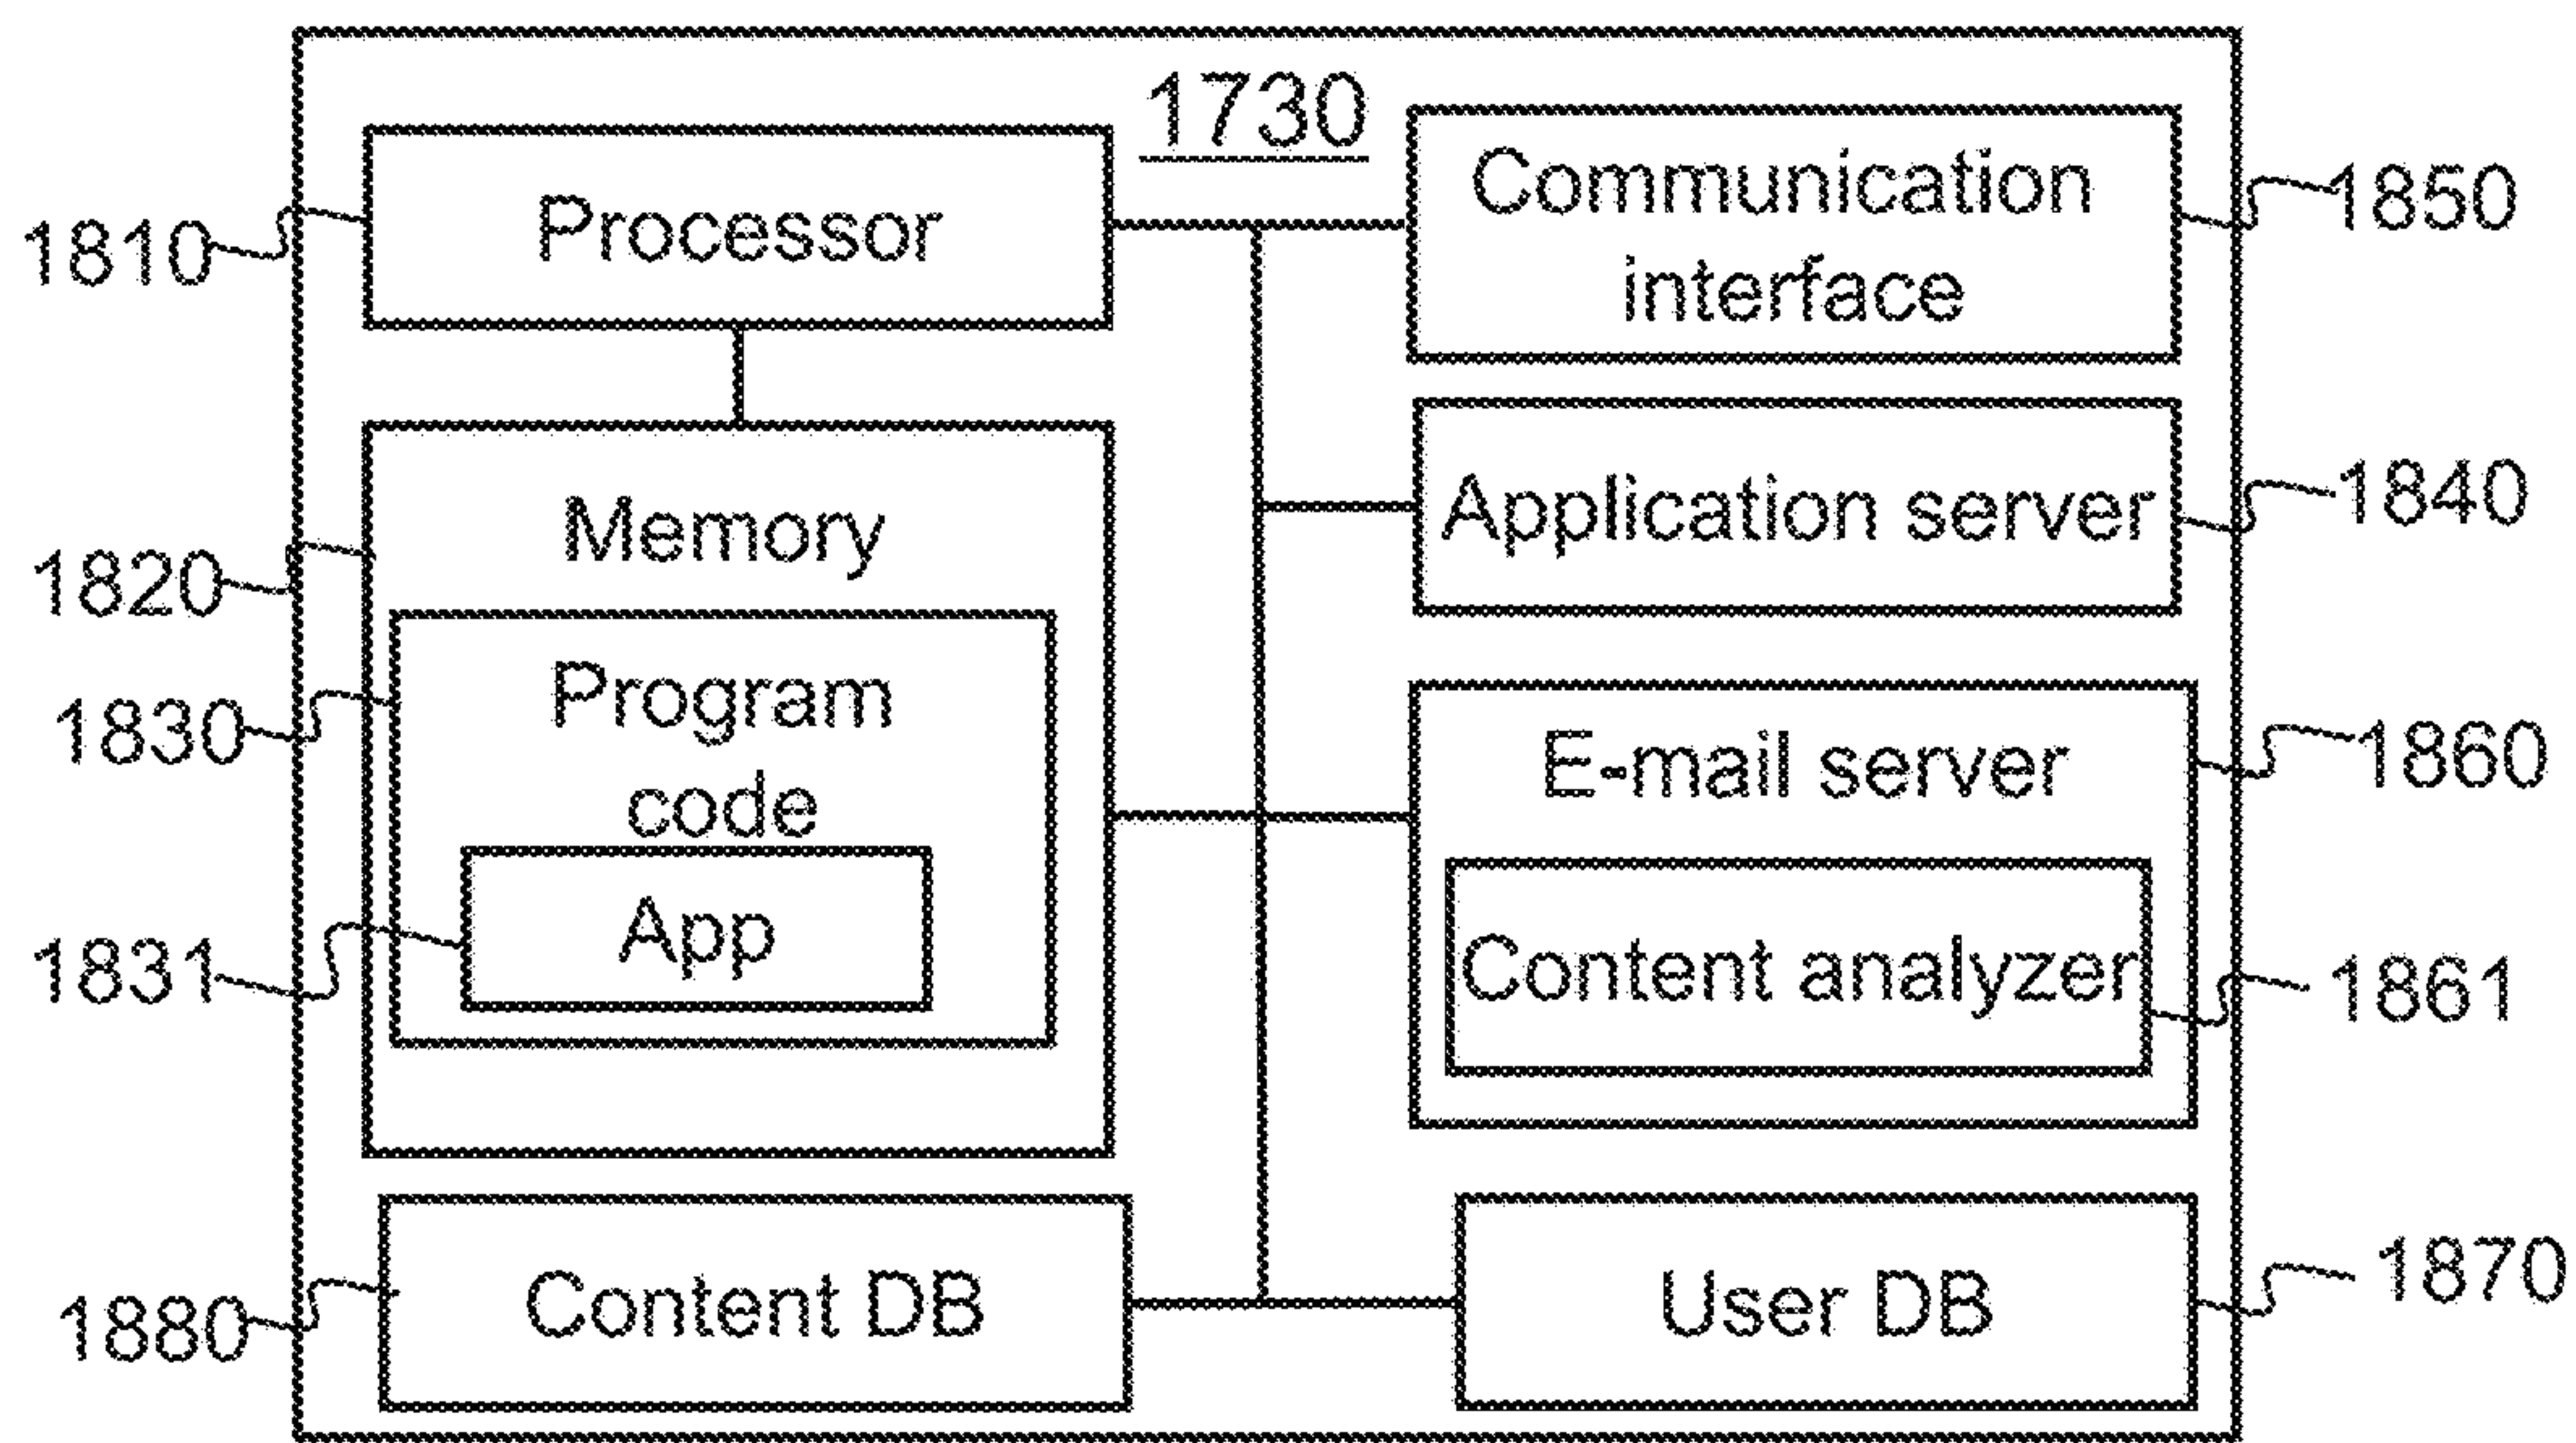 1730
1810
Processor
Communication
interface
1850
Application server
1840
1820
Memory
1830
Program
code
1831
App
E-mail server
1860
Content analyzer
1861
1880
Content DB
User DB
1870